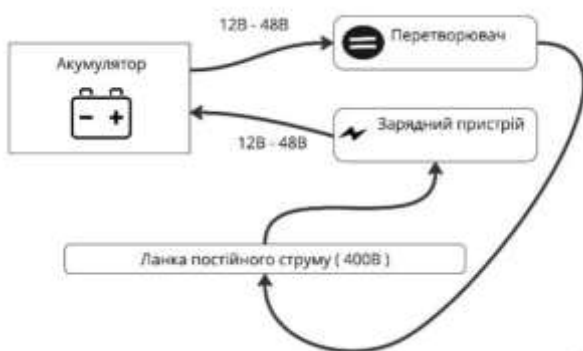 12В - 48В
Перетворювач
Акумулятор
Зарядний пристрій
12В - 48В
Ланка постійного струму ( 400В )